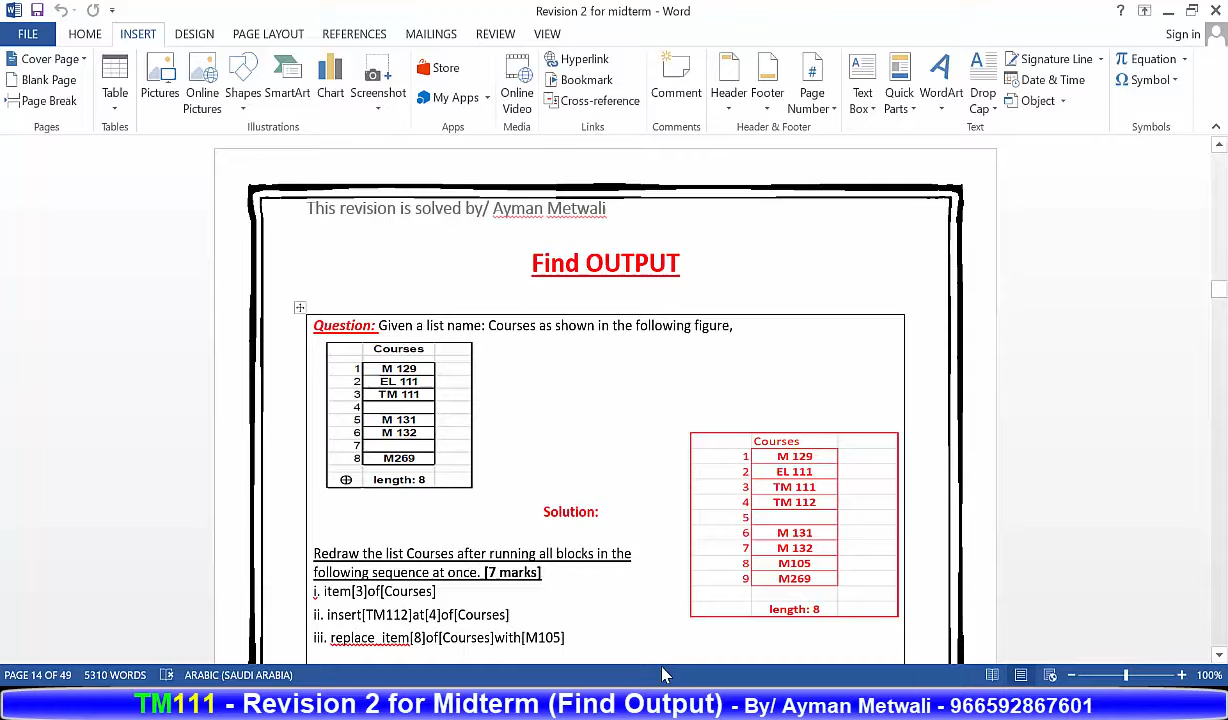 Revision 2 for midterm - Word
Sign in
FILE HOME INSERT DESIGN PAGE LAYOUT REFERENCES MAILINGS REVIEW VIEW
Cover Page
Blank Page
Page Break
Pages
Table
Tables
Pictures
Online Pictures
Shapes
SmartArt
Chart
Screenshot
Illustrations
Store
My Apps
Apps
Online Video
Media
Hyperlink
Bookmark
Cross-reference
Links
Comment
Comments
Header
Footer
Page Number
Header & Footer
Text Box
Quick Parts
WordArt
Drop Cap
Signature Line
Date & Time
Object
Text
Equation
Symbol
Symbols
This revision is solved by/ Ayman Metwali
Find OUTPUT
Question: Given a list name: Courses as shown in the following figure,
Courses
1 M 129
2 EL 111
3 TM 111
4
5 M 131
6 M 132
7
8 M269
length: 8
Solution:
Courses
1 M 129
2 EL 111
3 TM 111
4 TM 112
5
6 M 131
7 M 132
8 M105
9 M269
length: 8
Redraw the list Courses after running all blocks in the
following sequence at once. [7 marks]
i. item[3]of[Courses]
ii. insert[TM112]at[4]of[Courses]
iii. replace item[8]of[Courses]with[M105]
PAGE 14 OF 49 5310 WORDS ARABIC (SAUDI ARABIA) 100%
TM111 - Revision 2 for Midterm (Find Output) - By/ Ayman Metwali - 966592867601